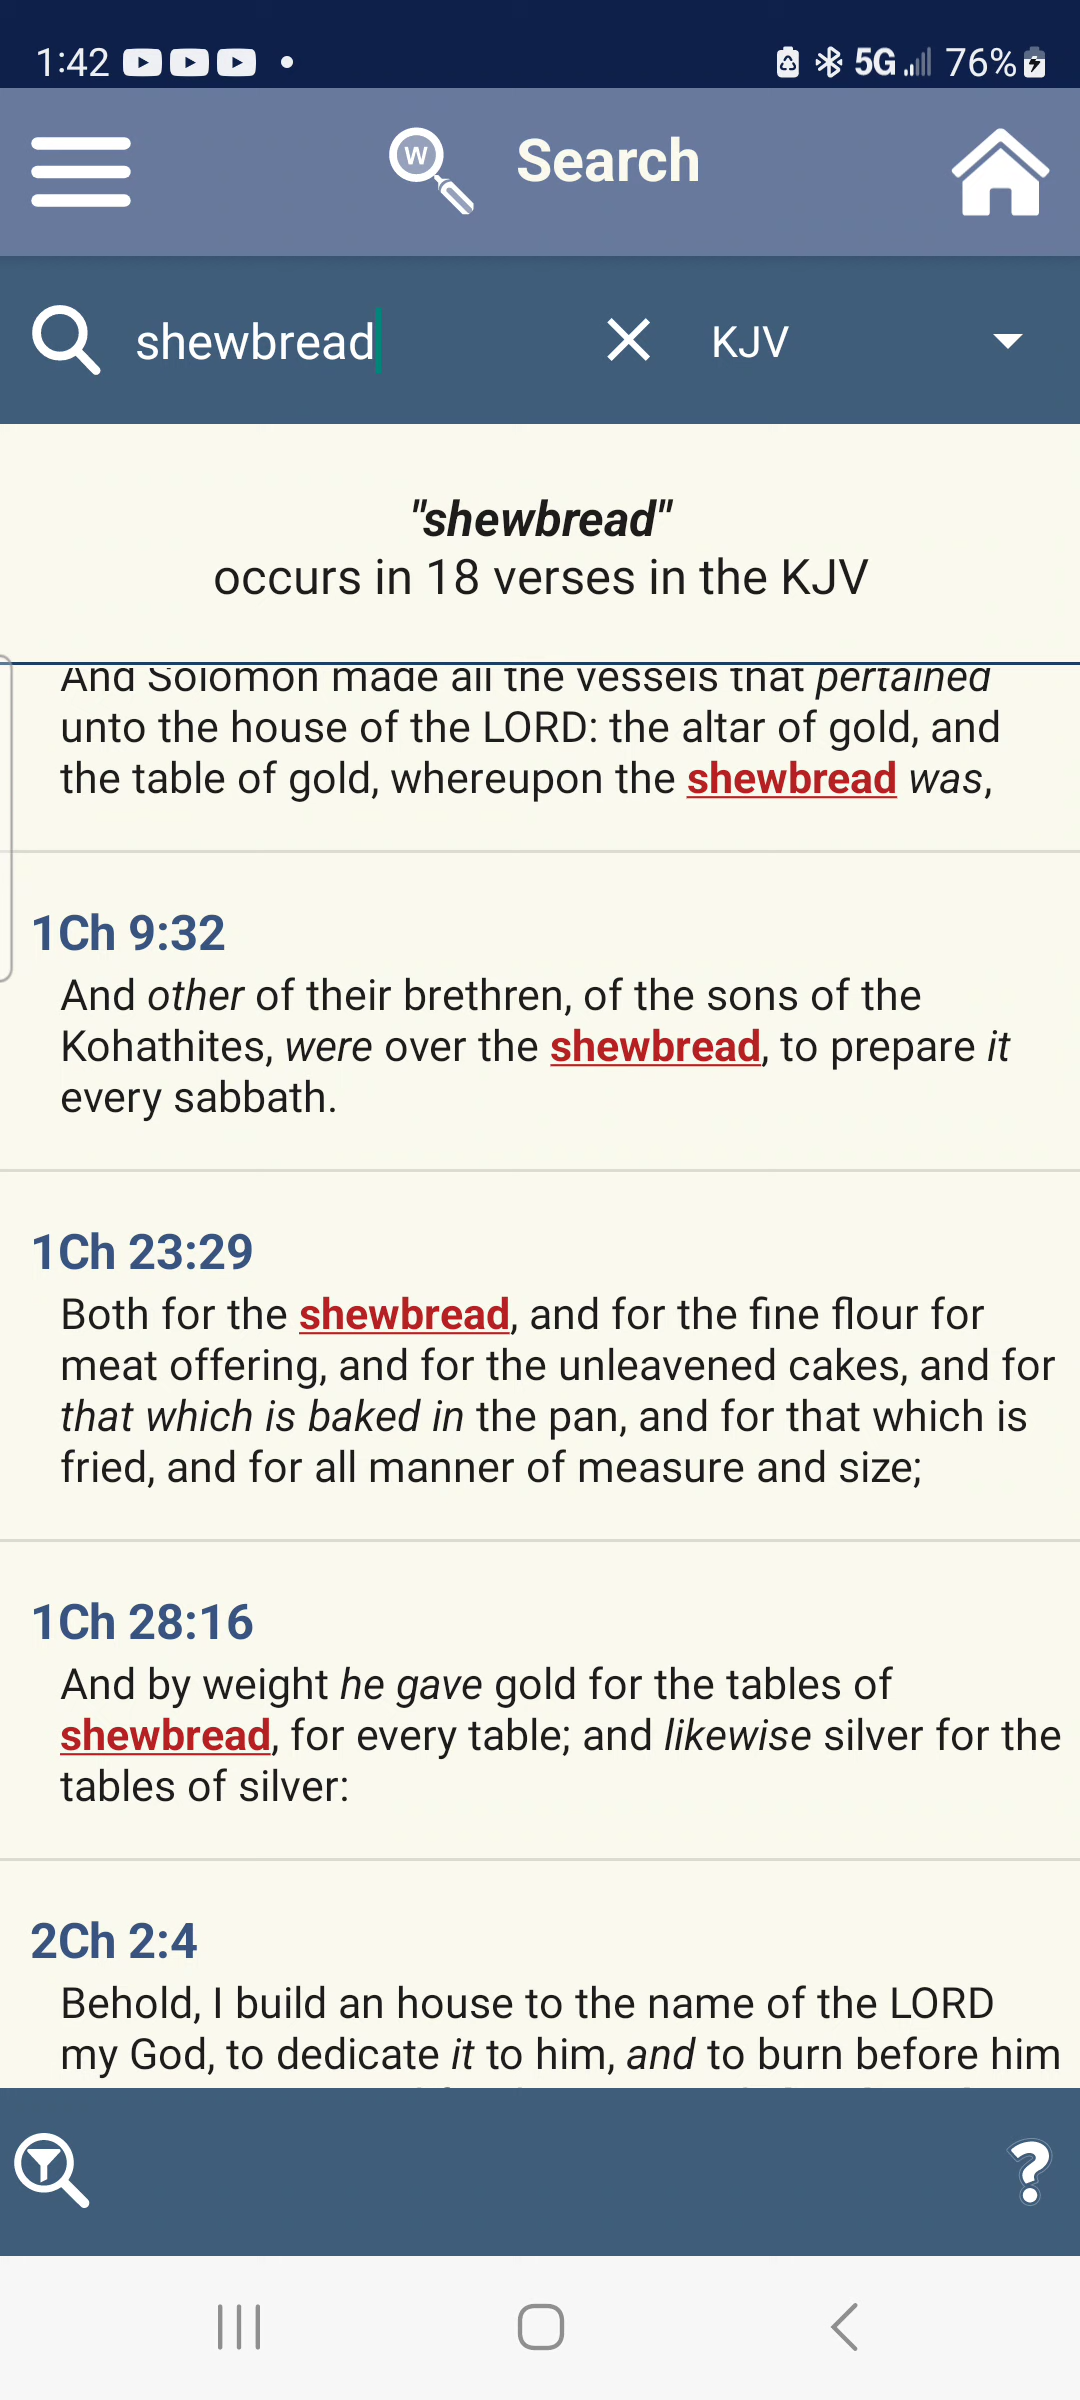 1:42
5G 76%
W Search
shewbread KJV
"shewbread"
occurs in 18 verses in the KJV
And Solomon made all the vessels that pertained
unto the house of the LORD: the altar of gold, and
the table of gold, whereupon the shewbread was,
1Ch 9:32
And other of their brethren, of the sons of the
Kohathites, were over the shewbread, to prepare it
every sabbath.
1Ch 23:29
Both for the shewbread, and for the fine flour for
meat offering, and for the unleavened cakes, and for
that which is baked in the pan, and for that which is
fried, and for all manner of measure and size;
1Ch 28:16
And by weight he gave gold for the tables of
shewbread, for every table; and likewise silver for the
tables of silver:
2Ch 2:4
Behold, I build an house to the name of the LORD
my God, to dedicate it to him, and to burn before him
?